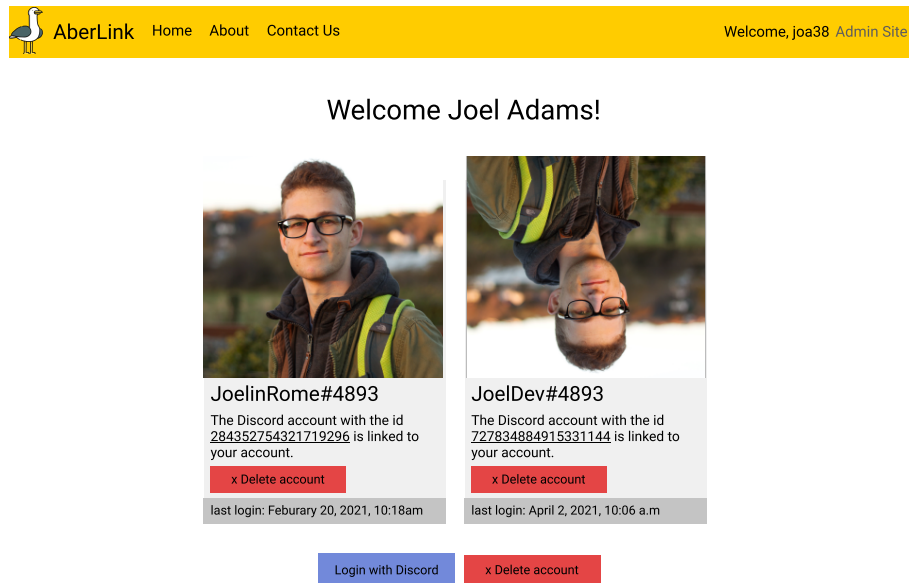 AberLink Home About Contact Us Welcome, joa38 Admin Site
Welcome Joel Adams!
JoelinRome#4893
The Discord account with the id
284352754321719296 is linked to
your account.
x Delete account
last login: Feburary 20, 2021, 10:18am
JoelDev#4893
The Discord account with the id
727834884915331144 is linked to
your account.
x Delete account
last login: April 2, 2021, 10:06 a.m
Login with Discord
x Delete account